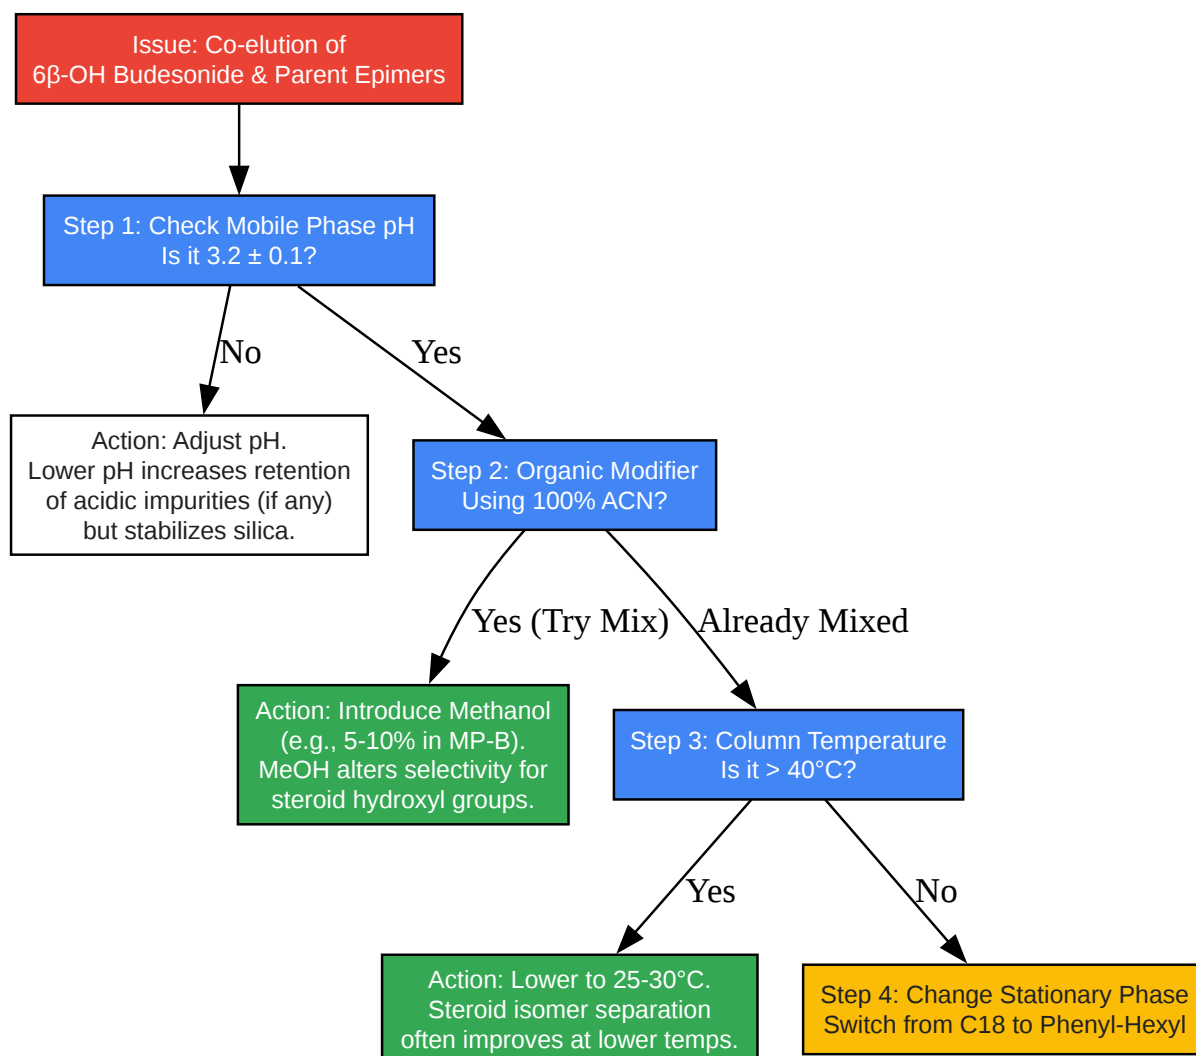 Issue: Co-elution of
6β-OH Budesonide & Parent Epimers
Step 1: Check Mobile Phase pH
Is it 3.2 ± 0.1?
No
Yes
Action: Adjust pH.
Lower pH increases retention
of acidic impurities (if any)
but stabilizes silica.
Step 2: Organic Modifier
Using 100% ACN?
Yes (Try Mix)
Already Mixed
Action: Introduce Methanol
(e.g., 5-10% in MP-B).
MeOH alters selectivity for
steroid hydroxyl groups.
Step 3: Column Temperature
Is it > 40°C?
Yes
No
Action: Lower to 25-30°C.
Steroid isomer separation
often improves at lower temps.
Step 4: Change Stationary Phase
Switch from C18 to Phenyl-Hexyl